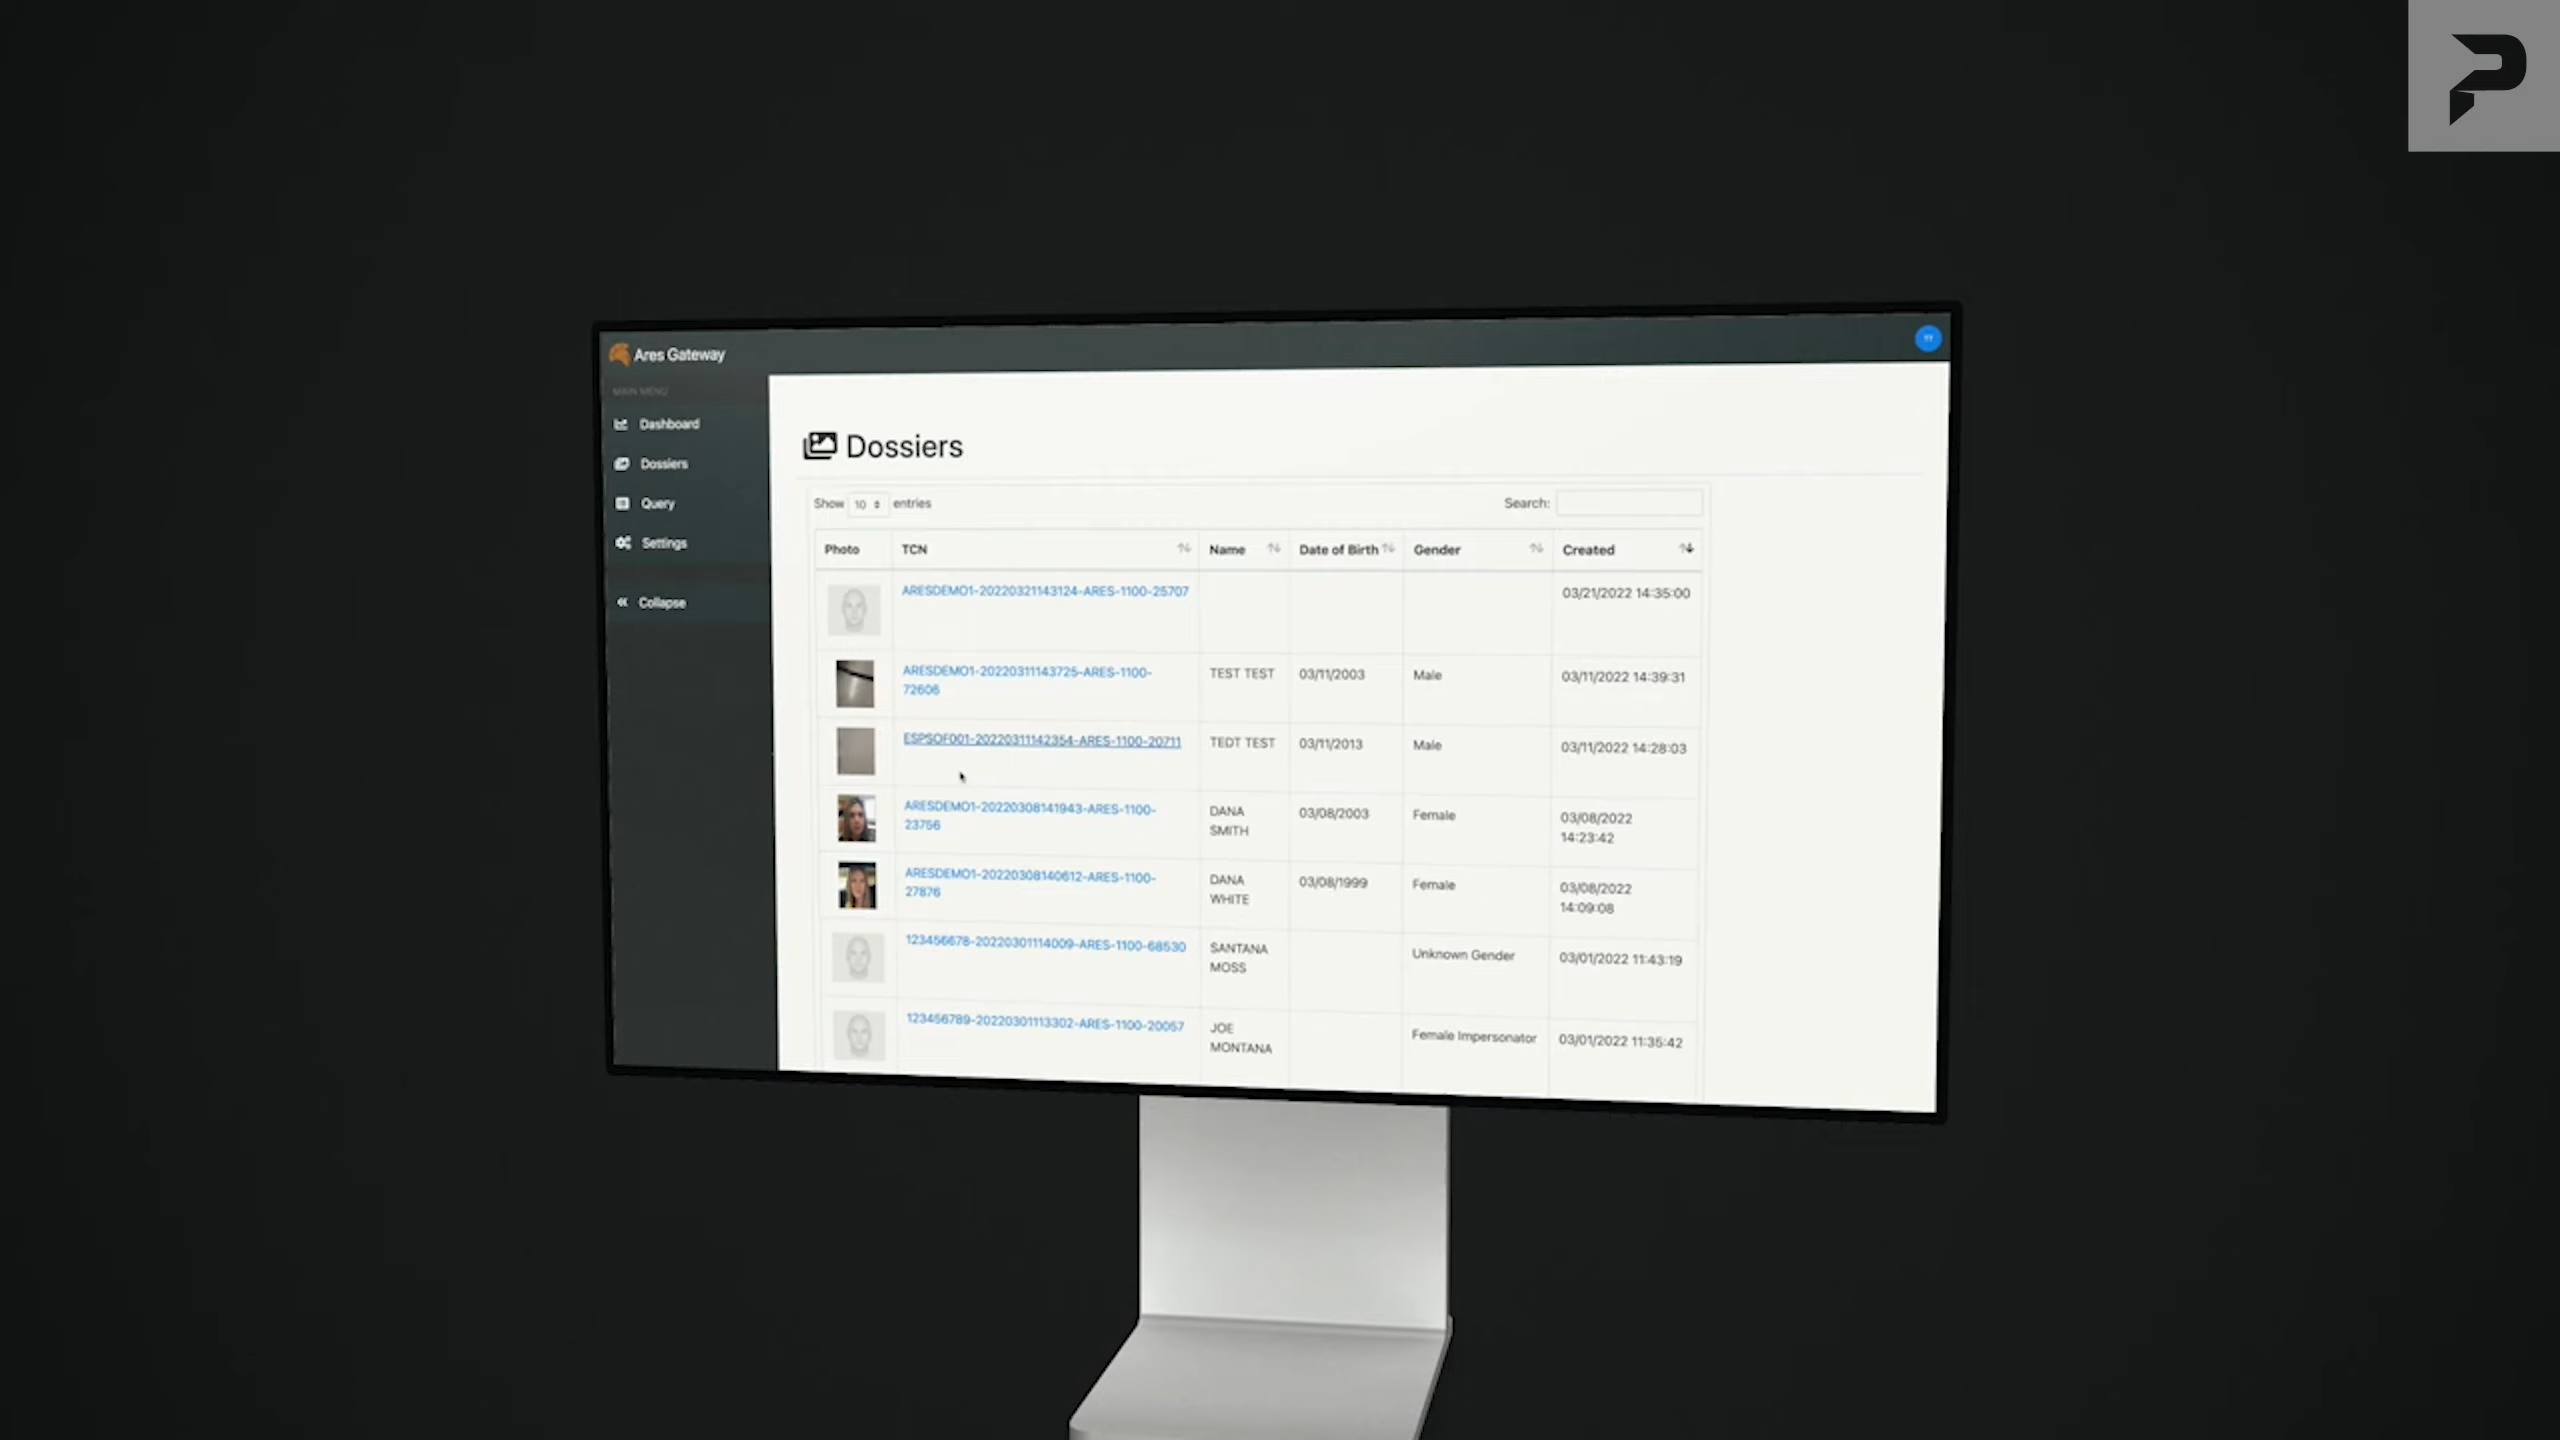 Ares Gateway
MAIN MENU
Dashboard
Dossiers
Query
Settings
Collapse
Dossiers
Show 10 entries
Search:
Photo TCN Name Date of Birth Gender Created
ARESDEMO1-20220321143124-ARES-1100-25707 03/21/2022 14:35:00
ARESDEMO1-20220311143725-ARES-1100- TEST TEST 03/11/2003 Male 03/11/2022 14:39:31
72606
ESPSOF001-20220311142354-ARES-1100-20711 TEDT TEST 03/11/2013 Male 03/11/2022 14:28:03
ARESDEMO1-20220308141943-ARES-1100- DANA 03/08/2003 Female 03/08/2022
23756 SMITH 14:23:42
ARESDEMO1-20220308140612-ARES-1100- DANA 03/08/1999 Female 03/08/2022
27876 WHITE 14:09:08
123456678-20220301114009-ARES-1100-68530 SANTANA Unknown Gender 03/01/2022 11:43:19
MOSS
123456789-20220301113302-ARES-1100-20057 JOE Female Impersonator 03/01/2022 11:35:42
MONTANA